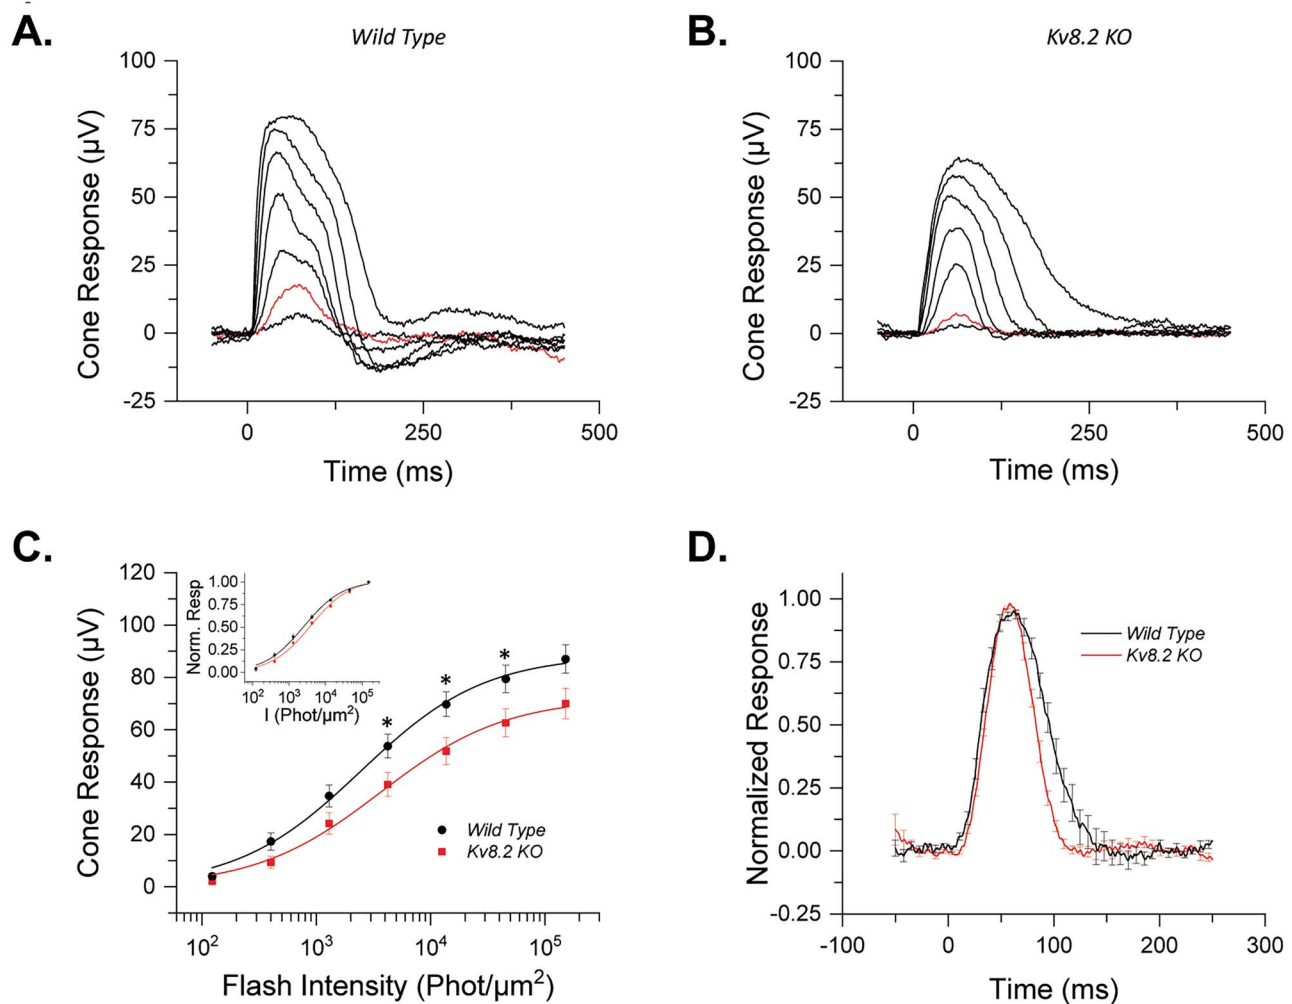 A.
Wild Type
100
75
50
25
0
-25
Cone Response (µV)
0
250
500
Time (ms)
B.
Kv8.2 KO
100
75
50
25
0
-25
Cone Response (µV)
0
250
500
Time (ms)
C.
120
100
80
60
40
20
0
Cone Response (µV)
1.00
0.75
0.50
0.25
0.00
Norm. Resp
10² 10³ 10⁴ 10⁵
I (Phot/µm²)
*
*
*
Wild Type
Kv8.2 KO
10² 10³ 10⁴ 10⁵
Flash Intensity (Phot/µm²)
D.
1.00
0.75
0.50
0.25
0.00
-0.25
Normalized Response
Wild Type
Kv8.2 KO
-100 0 100 200 300
Time (ms)